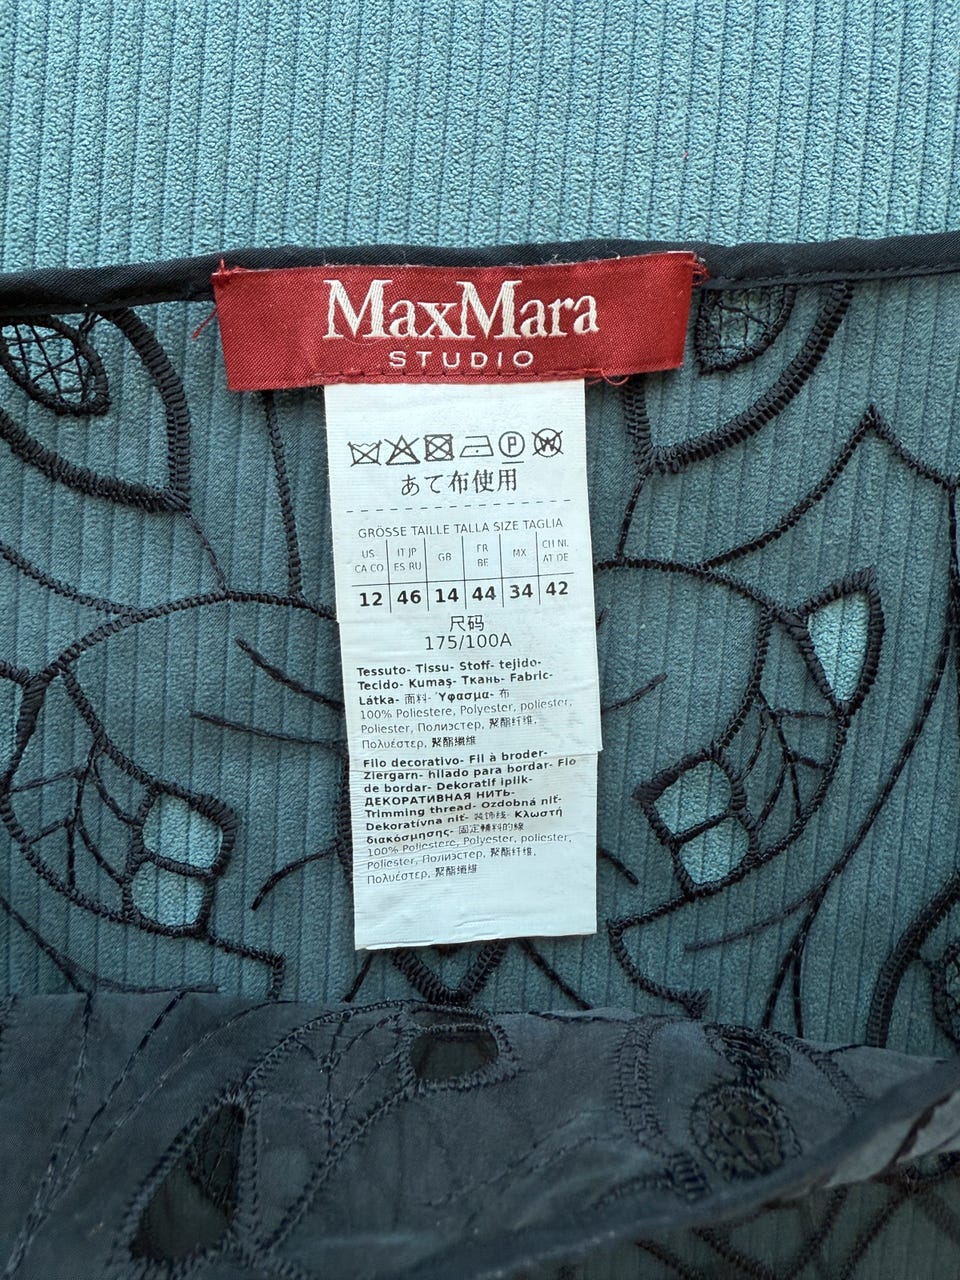 MaxMara
STUDIO
あて布使用
GRÖSSE TAILLE TALLA SIZE TAGLIA
US IT JP GB FR MX CH NL
CA CO ES RU BE AT DE
12 46 14 44 34 42
尺码
175/100A
Tessuto- Tissu- Stoff- tejido-
Tecido- Kumaş- Ткань- Fabric-
Látka- 面料- Ύφασμα- 布
100% Poliestere, Polyester, poliester,
Poliester, Полиэстер, 聚酯纤维,
Πολυέστερ, 聚酯纖維
Filo decorativo- Fil à broder-
Ziergarn- hilado para bordar- Fio
de bordar- Dekoratif iplik-
ДЕКОРАТИВНАЯ НИТЬ-
Trimming thread- Ozdobná nit-
Dekoratívna niť- 装饰线- Κλωστή
διακόσμησης- 固定輔料的線
100% Poliestere, Polyester, poliester,
Poliester, Полиэстер, 聚酯纤维,
Πολυέστερ, 聚酯纖維